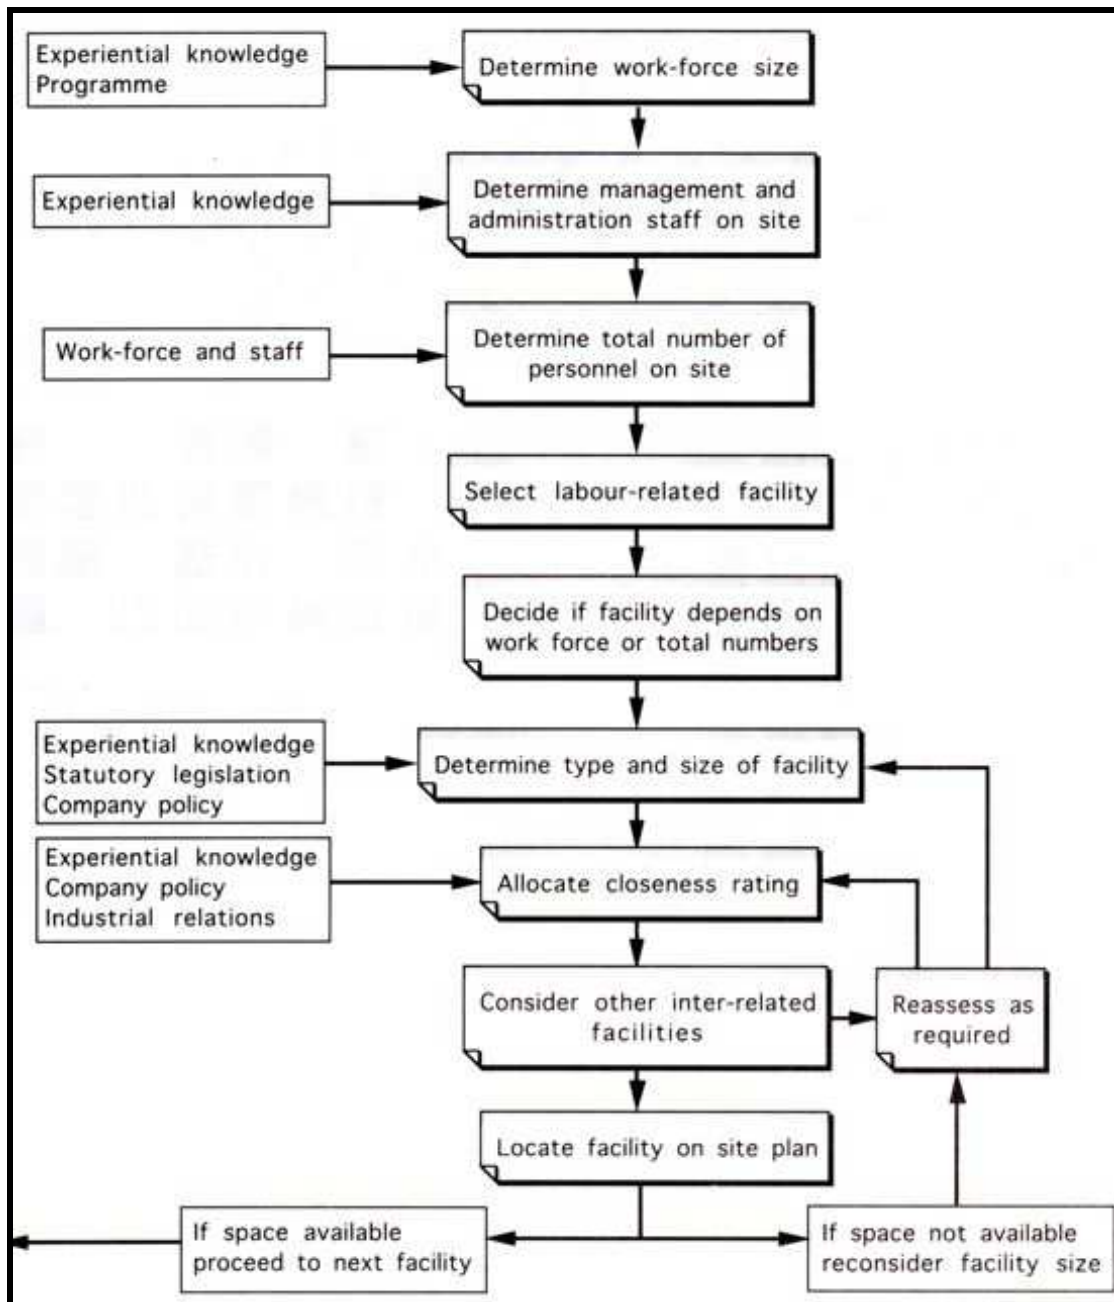 Experiential knowledge
Programme
Determine work-force size
Experiential knowledge
Determine management and
administration staff on site
Work-force and staff
Determine total number of
personnel on site
Select labour-related facility
Decide if facility depends on
work force or total numbers
Experiential knowledge
Statutory legislation
Company policy
Determine type and size of facility
Experiential knowledge
Company policy
Industrial relations
Allocate closeness rating
Consider other inter-related
facilities
Reassess as
required
Locate facility on site plan
If space available
proceed to next facility
If space not available
reconsider facility size